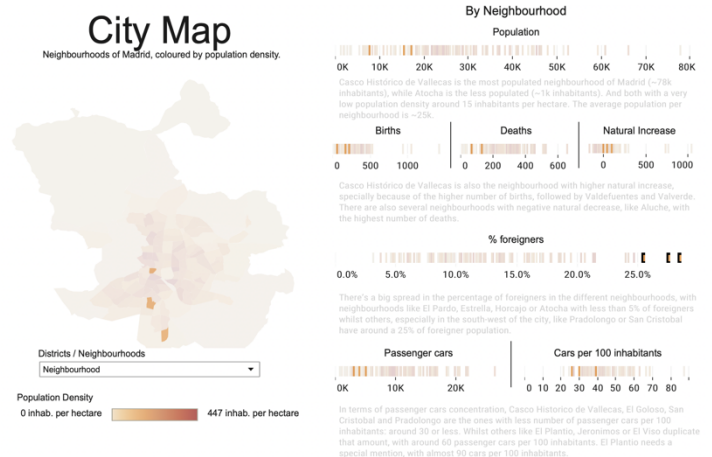 City Map
Neighbourhoods of Madrid, coloured by population density.
Districts / Neighbourhoods
Neighbourhood
Population Density
0 inhab. per hectare
447 inhab. per hectare
By Neighbourhood
Population
0K 10K 20K 30K 40K 50K 60K 70K 80K
Casco Histórico de Vallecas is the most populated neighbourhood of Madrid (~78k
inhabitants), while Atocha is the less populated (~1k inhabitants). And both with a very
low population density around 15 inhabitants per hectare. The average population per
neighbourhood is ~25k.
Births Deaths Natural Increase
0 500 1000 0 200 400 600 0 500 1000
Casco Histórico de Vallecas is also the neighbourhood with higher natural increase,
specially because of the higher number of births, followed by Valdefuentes and Valverde.
There are also several neighbourhoods with negative natural decrease, like Aluche, with
the highest number of deaths.
% foreigners
0.0% 5.0% 10.0% 15.0% 20.0% 25.0%
There's a big spread in the percentage of foreigners in the different neighbourhoods, with
neighbourhoods like El Pardo, Estrella, Horcajo or Atocha with less than 5% of foreigners
whilst others, especially in the south-west of the city, like Pradolongo or San Cristobal
have around a 25% of foreigner population.
Passenger cars Cars per 100 inhabitants
0K 10K 20K 0 10 20 30 40 50 60 70 80
In terms of passenger cars concentration, Casco Historico de Vallecas, El Goloso, San
Cristobal and Pradolongo are the ones with less number of passenger cars per 100
inhabitants: around 30 or less. Whilst others like El Plantio, Jeronimos or El Viso duplicate
that amount, with around 60 passenger cars per 100 inhabitants. El Plantio needs a
special mention, with almost 90 cars per 100 inhabitants.